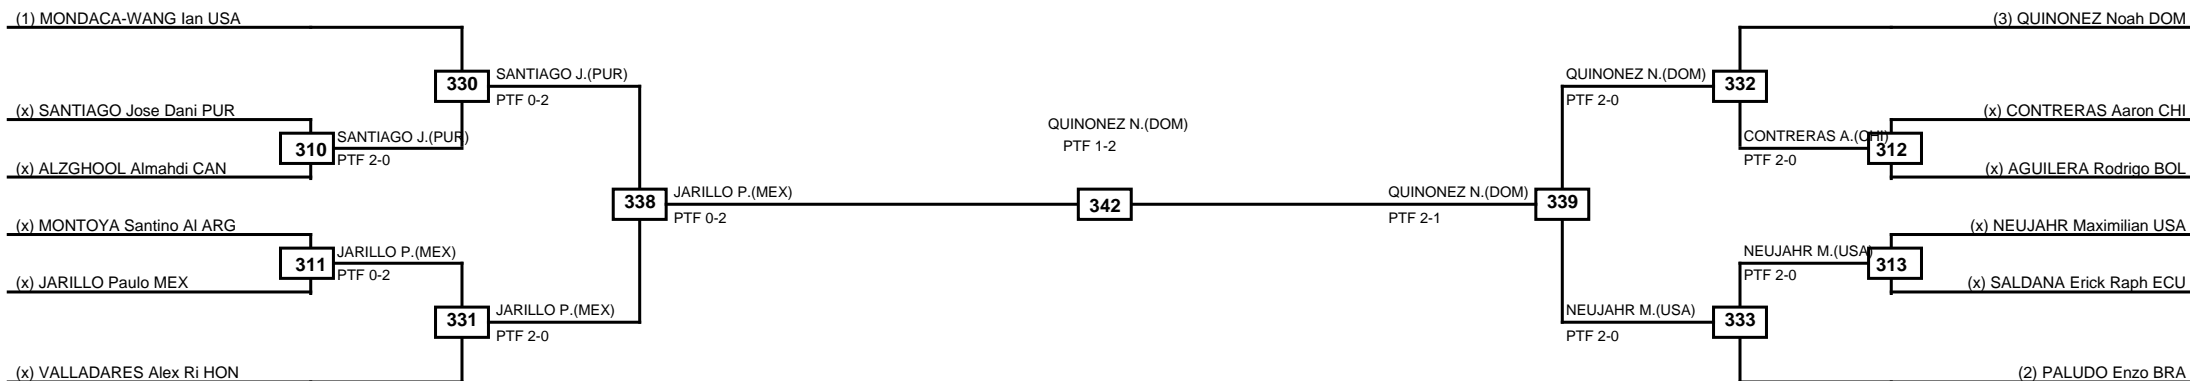 (1) MONDACA-WANG Ian USA
(3) QUINONEZ Noah DOM
330
SANTIAGO J.(PUR)
PTF 0-2
QUINONEZ N.(DOM)
PTF 2-0
332
(x) SANTIAGO Jose Dani PUR
(x) CONTRERAS Aaron CHI
QUINONEZ N.(DOM)
PTF 1-2
310
SANTIAGO J.(PUR)
PTF 2-0
CONTRERAS A.(CHI)
PTF 2-0
312
(x) ALZGHOOL Almahdi CAN
(x) AGUILERA Rodrigo BOL
338
JARILLO P.(MEX)
PTF 0-2
342
QUINONEZ N.(DOM)
PTF 2-1
339
(x) MONTOYA Santino Al ARG
(x) NEUJAHR Maximilian USA
311
JARILLO P.(MEX)
PTF 0-2
NEUJAHR M.(USA)
PTF 2-0
313
(x) JARILLO Paulo MEX
(x) SALDANA Erick Raph ECU
331
JARILLO P.(MEX)
PTF 2-0
NEUJAHR M.(USA)
PTF 2-0
333
(x) VALLADARES Alex Ri HON
(2) PALUDO Enzo BRA